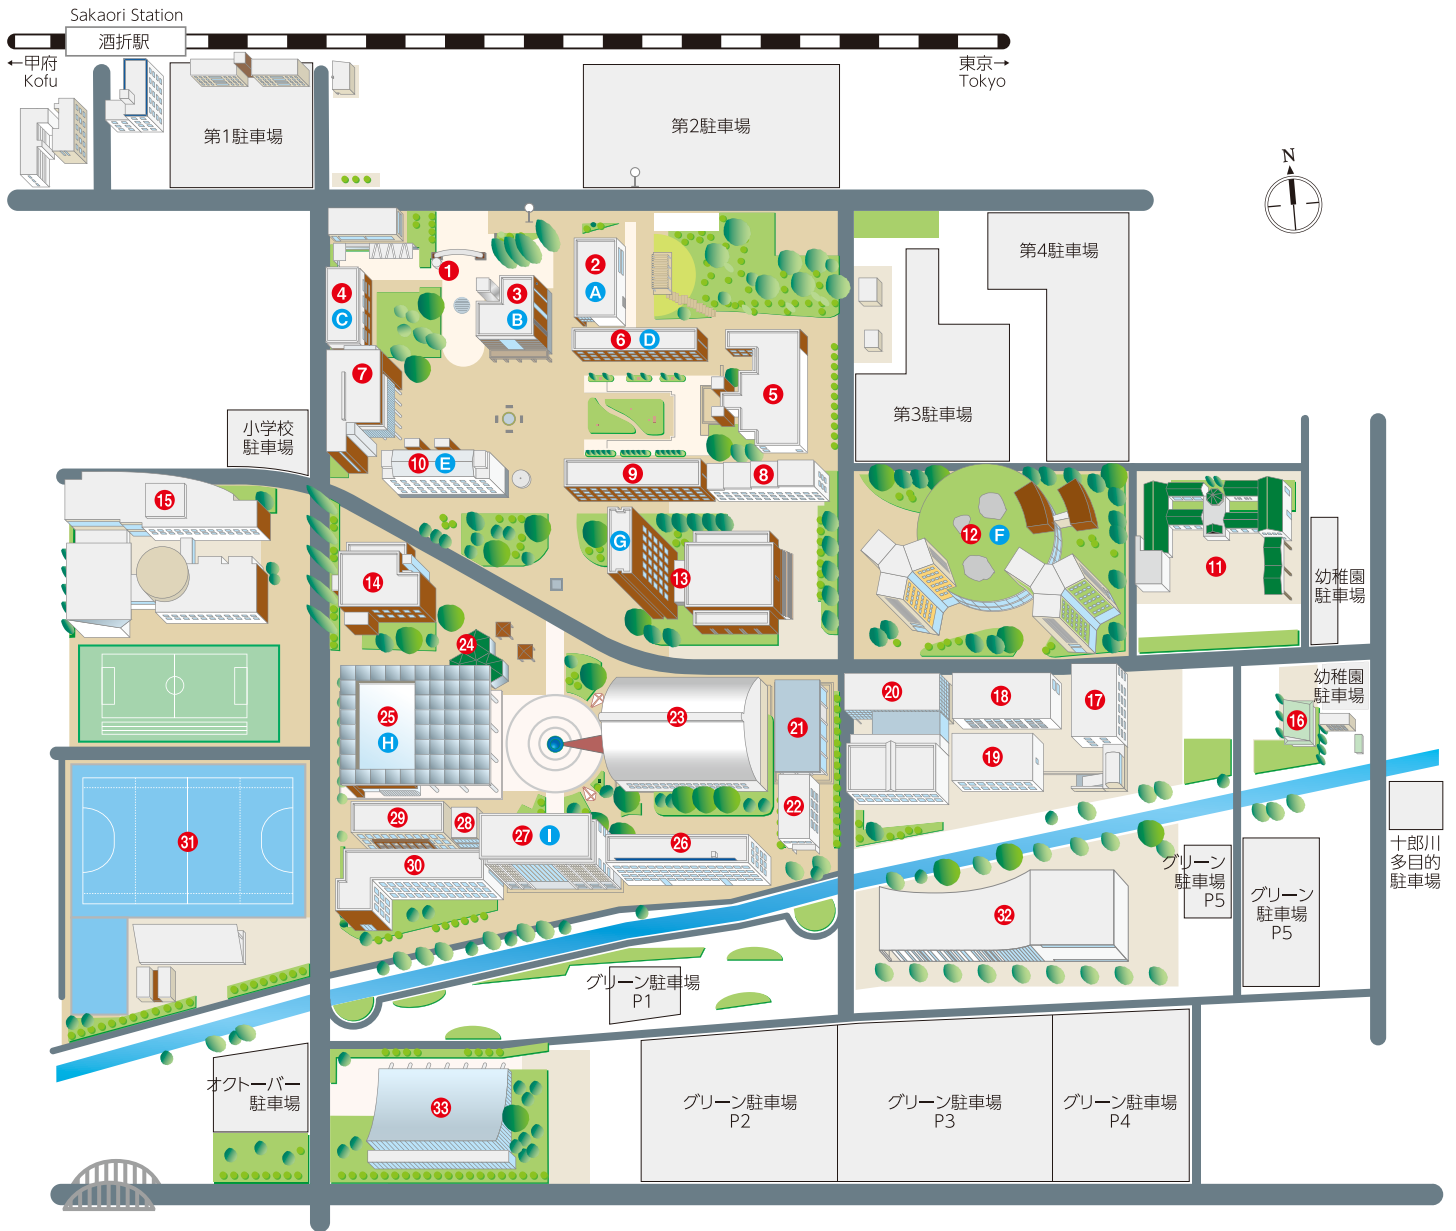 Sakaori Station
酒折駅
←甲府
Kofu
東京→
Tokyo
第1駐車場
第2駐車場
N
第4駐車場
第3駐車場
1
2
A
3
B
4
C
6
D
7
5
小学校
駐車場
10
E
9
8
15
G
12
F
11
幼稚園
駐車場
13
14
24
幼稚園
駐車場
20
18
17
16
25
H
23
21
19
22
29
28
27
I
26
30
31
32
十郎川
多目的
駐車場
グリーン
駐車場
P5
グリーン
駐車場
P5
グリーン駐車場
P1
オクトーバー
駐車場
33
グリーン駐車場
P2
グリーン駐車場
P3
グリーン駐車場
P4